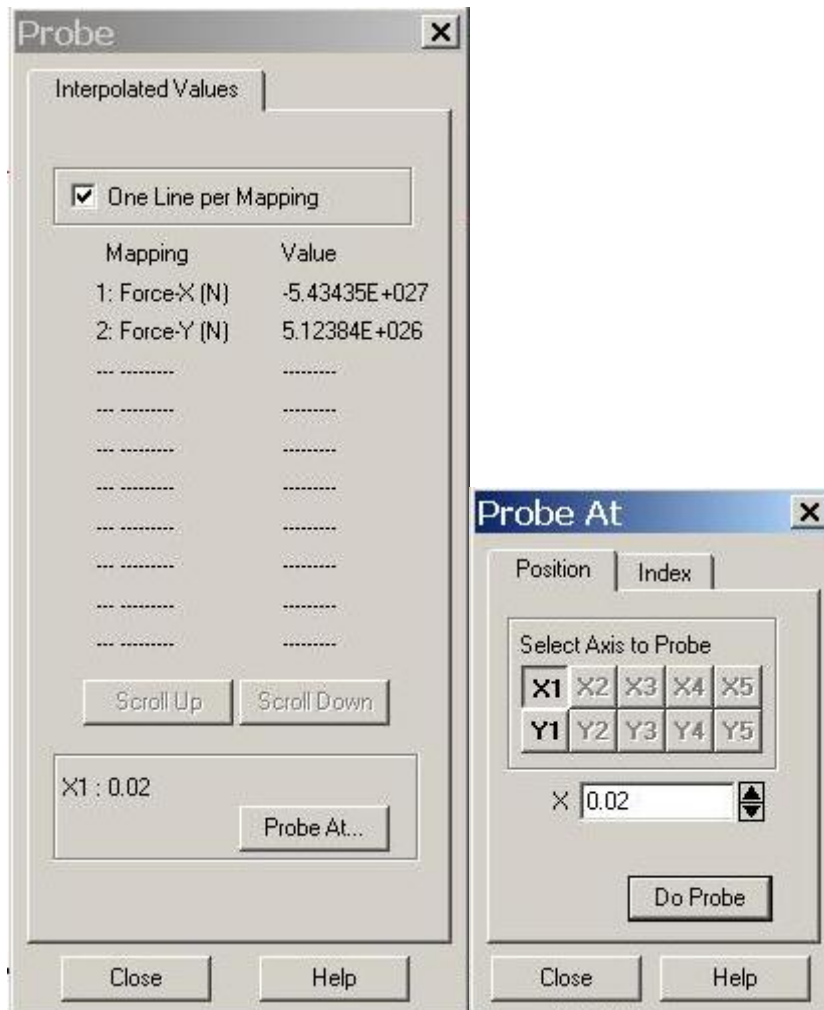 Probe
Interpolated Values
One Line per Mapping
Mapping Value
1: Force-X (N) -5.43435E+027
2: Force-Y (N) 5.12384E+026
--- --------- ---------
--- --------- ---------
--- --------- ---------
--- --------- ---------
--- --------- ---------
--- --------- ---------
--- --------- ---------
--- --------- ---------
Scroll Up Scroll Down
X1 : 0.02
Probe At...
Close Help
Probe At
Position Index
Select Axis to Probe
X1 X2 X3 X4 X5
Y1 Y2 Y3 Y4 Y5
X 0.02
Do Probe
Close Help